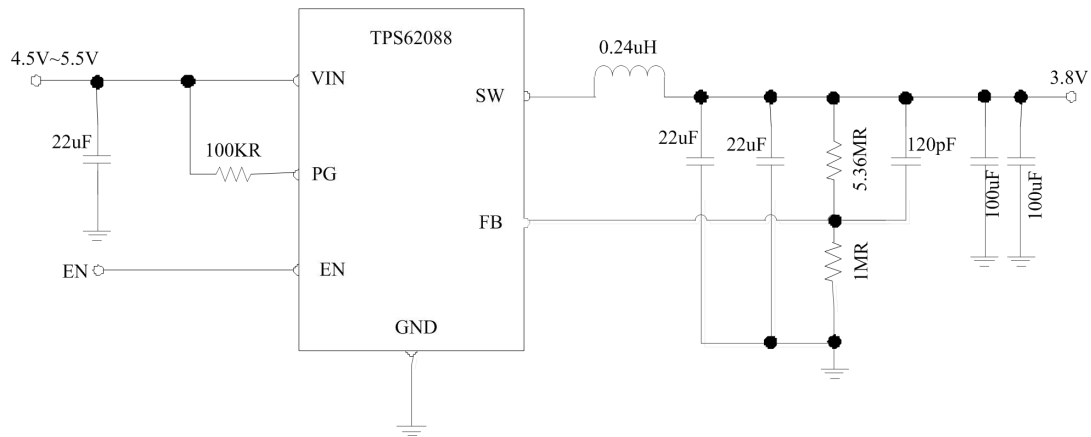 TPS62088
4.5V~5.5V
VIN
22uF
100KR
PG
EN
EN
GND
SW
FB
0.24uH
3.8V
22uF
22uF
5.36MR
120pF
100uF
100uF
1MR